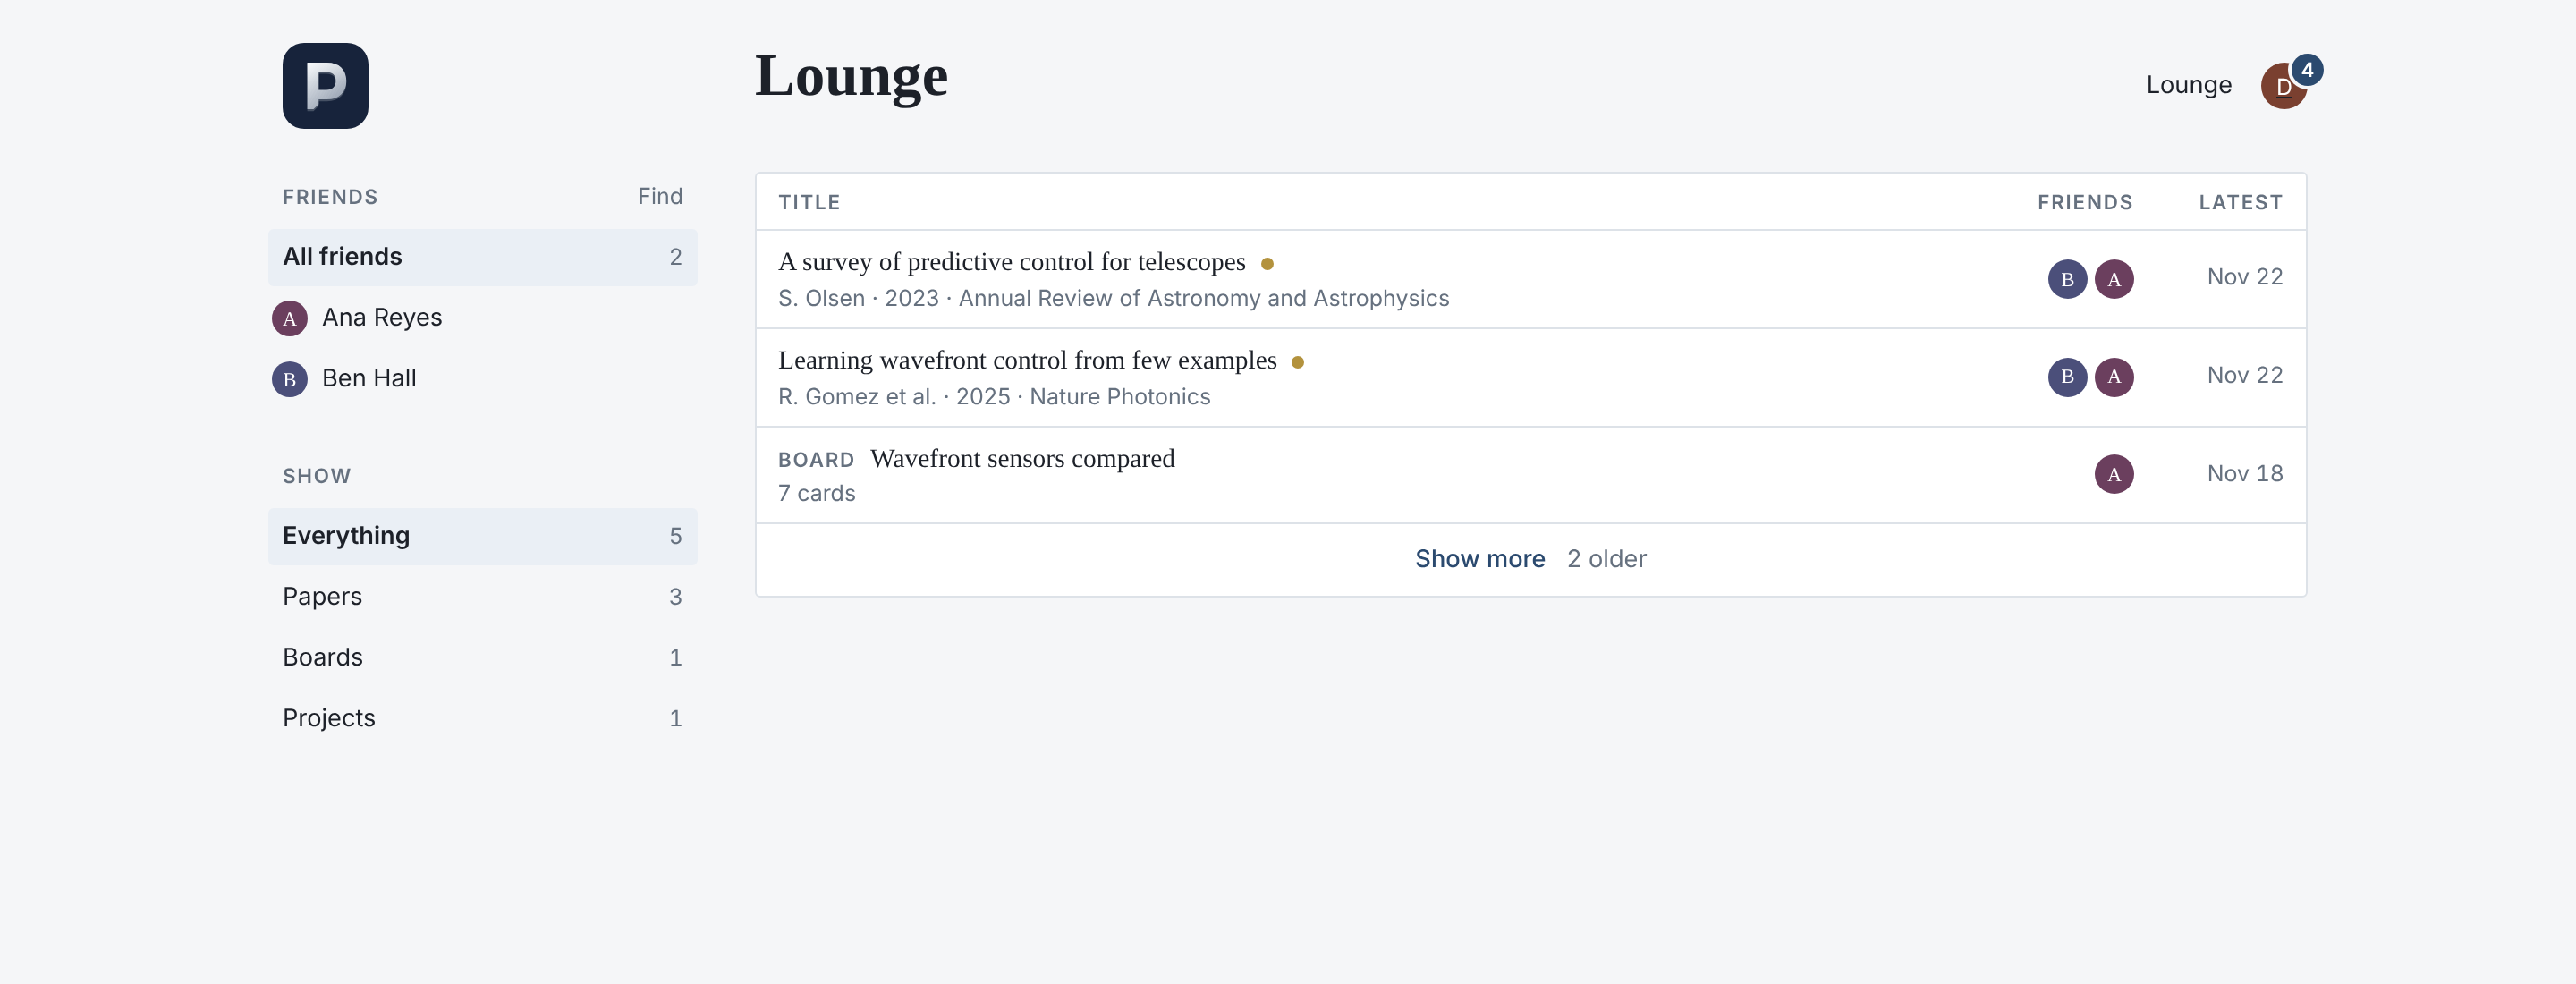 P
Lounge
Lounge
D
4
FRIENDS Find
All friends 2
A Ana Reyes
B Ben Hall
SHOW
Everything 5
Papers 3
Boards 1
Projects 1
TITLE FRIENDS LATEST
A survey of predictive control for telescopes
S. Olsen · 2023 · Annual Review of Astronomy and Astrophysics
B A Nov 22
Learning wavefront control from few examples
R. Gomez et al. · 2025 · Nature Photonics
B A Nov 22
BOARD Wavefront sensors compared
7 cards
A Nov 18
Show more 2 older